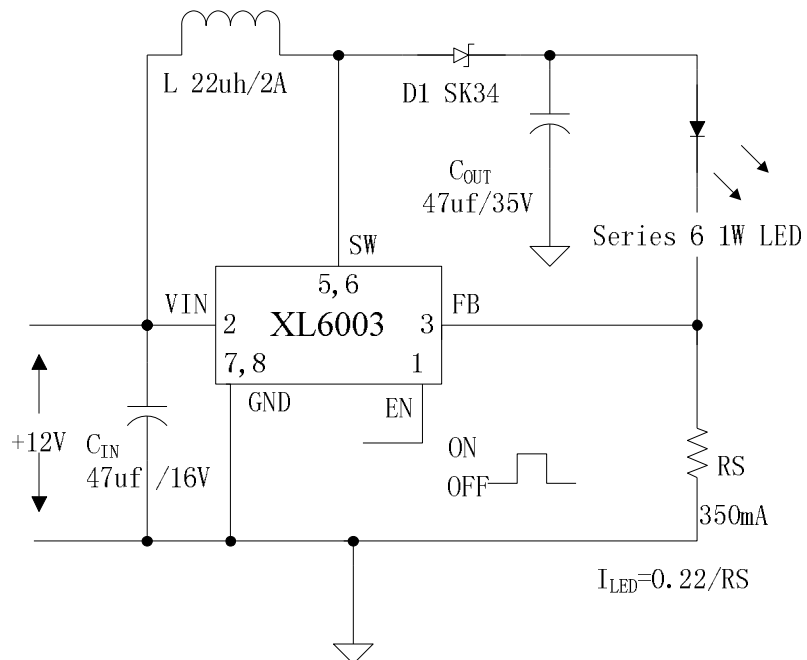 L 22uh/2A
D1 SK34
COUT
47uf/35V
Series 6 1W LED
SW
5,6
VIN
2
XL6003
3
FB
7,8
1
GND
EN
+12V
CIN
47uf /16V
ON
OFF
RS
350mA
ILED=0.22/RS